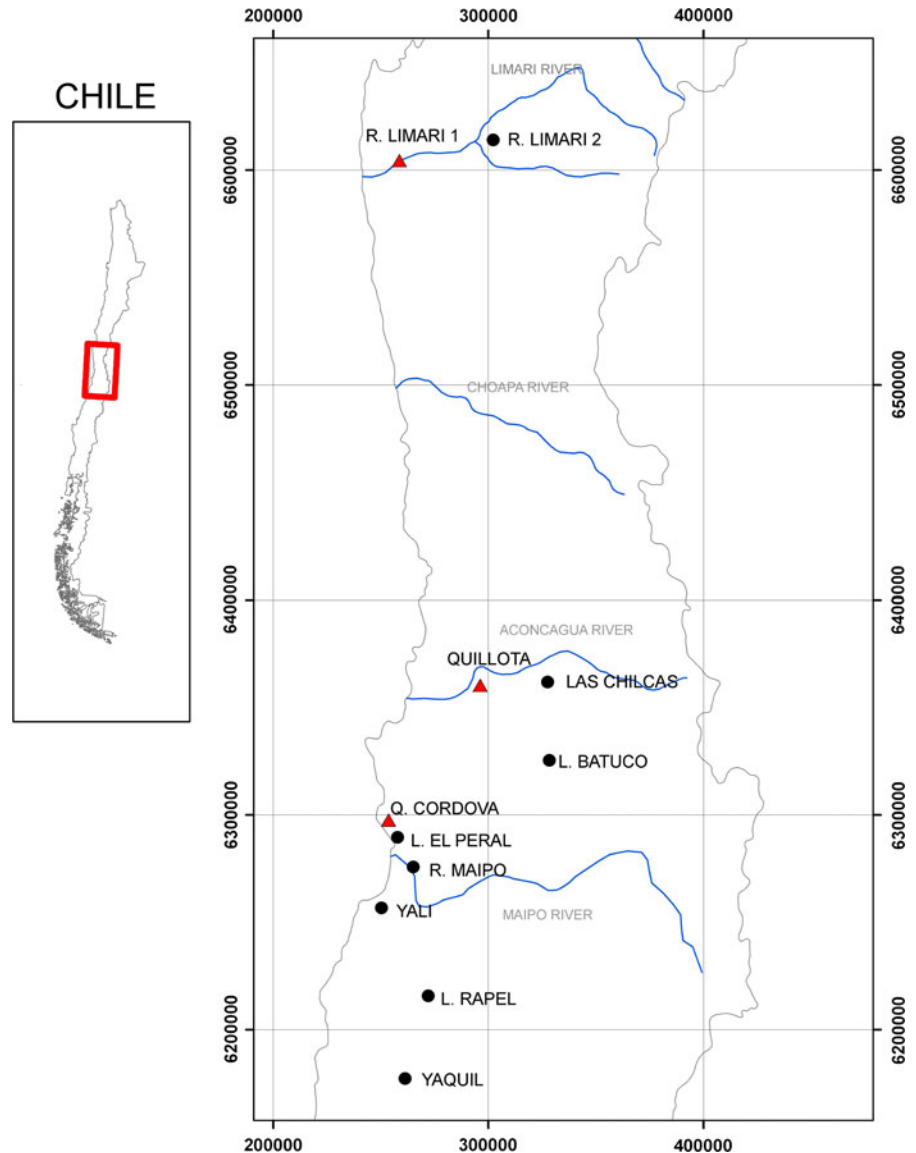 200000 300000 400000
CHILE
LIMARI RIVER
R. LIMARI 1
R. LIMARI 2
6600000 6600000
CHOAPA RIVER
6500000 6500000
6400000 6400000
ACONCAGUA RIVER
QUILLOTA
LAS CHILCAS
L. BATUCO
Q. CORDOVA
6300000 6300000
L. EL PERAL
R. MAIPO
YALI
MAIPO RIVER
L. RAPEL
6200000 6200000
YAQUIL
200000 300000 400000